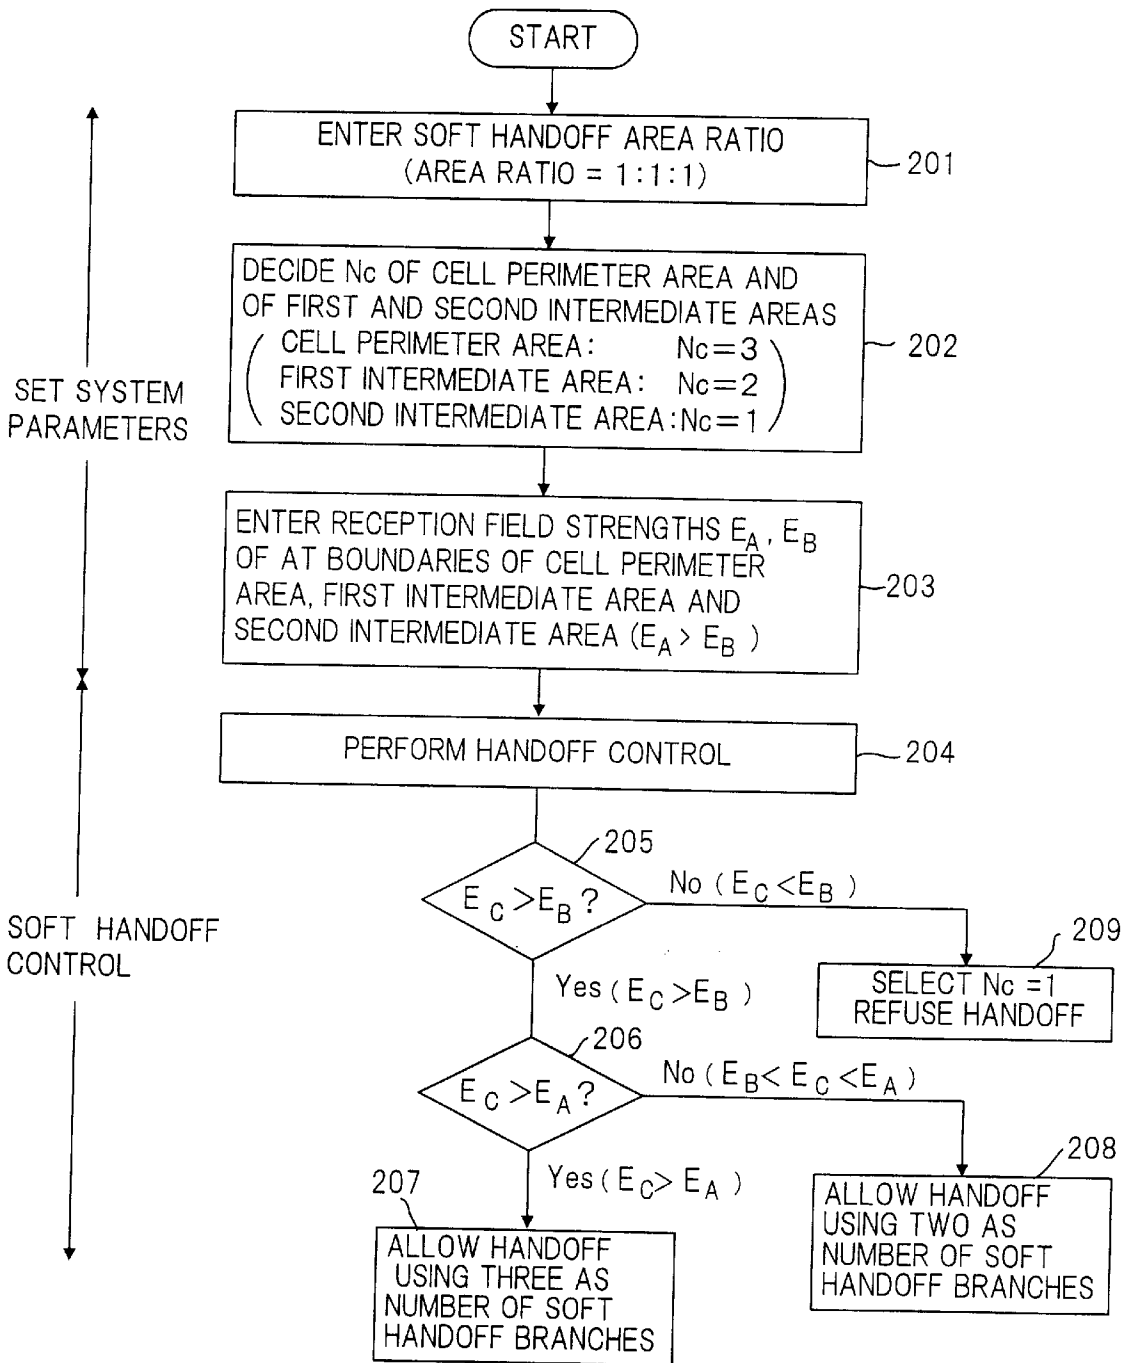 START
ENTER SOFT HANDOFF AREA RATIO
(AREA RATIO = 1:1:1)
201
DECIDE Nc OF CELL PERIMETER AREA AND
OF FIRST AND SECOND INTERMEDIATE AREAS
CELL PERIMETER AREA: Nc=3
FIRST INTERMEDIATE AREA: Nc=2
SECOND INTERMEDIATE AREA:Nc=1
202
SET SYSTEM
PARAMETERS
ENTER RECEPTION FIELD STRENGTHS EA, EB
OF AT BOUNDARIES OF CELL PERIMETER
AREA, FIRST INTERMEDIATE AREA AND
SECOND INTERMEDIATE AREA (EA > EB )
203
PERFORM HANDOFF CONTROL
204
205
EC >EB ?
No ( EC <EB )
SOFT HANDOFF
CONTROL
209
SELECT Nc =1
REFUSE HANDOFF
Yes ( EC >EB )
206
EC >EA ?
No ( EB < EC <EA )
207
Yes ( EC > EA )
208
ALLOW HANDOFF
USING TWO AS
NUMBER OF SOFT
HANDOFF BRANCHES
ALLOW HANDOFF
USING THREE AS
NUMBER OF SOFT
HANDOFF BRANCHES